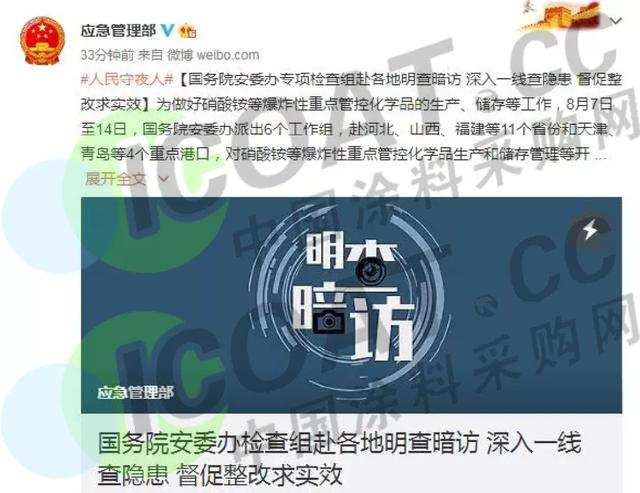 应急管理部
33分钟前 来自 微博 weibo.com
#人民守夜人#【国务院安委办专项检查组赴各地明查暗访 深入一线查隐患 督促整
改求实效】为做好硝酸铵等爆炸性重点管控化学品的生产、储存等工作，8月7日
至14日，国务院安委办派出6个工作组，赴河北、山西、福建等11个省份和天津、
青岛等4个重点港口，对硝酸铵等爆炸性重点管控化学品生产和储存管理等开 ...
展开全文
明查
暗访
应急管理部
国务院安委办检查组赴各地明查暗访 深入一线
查隐患 督促整改求实效
ICOAT.CC
中国涂料采购网
ICOAT.CC
中国涂料采购网